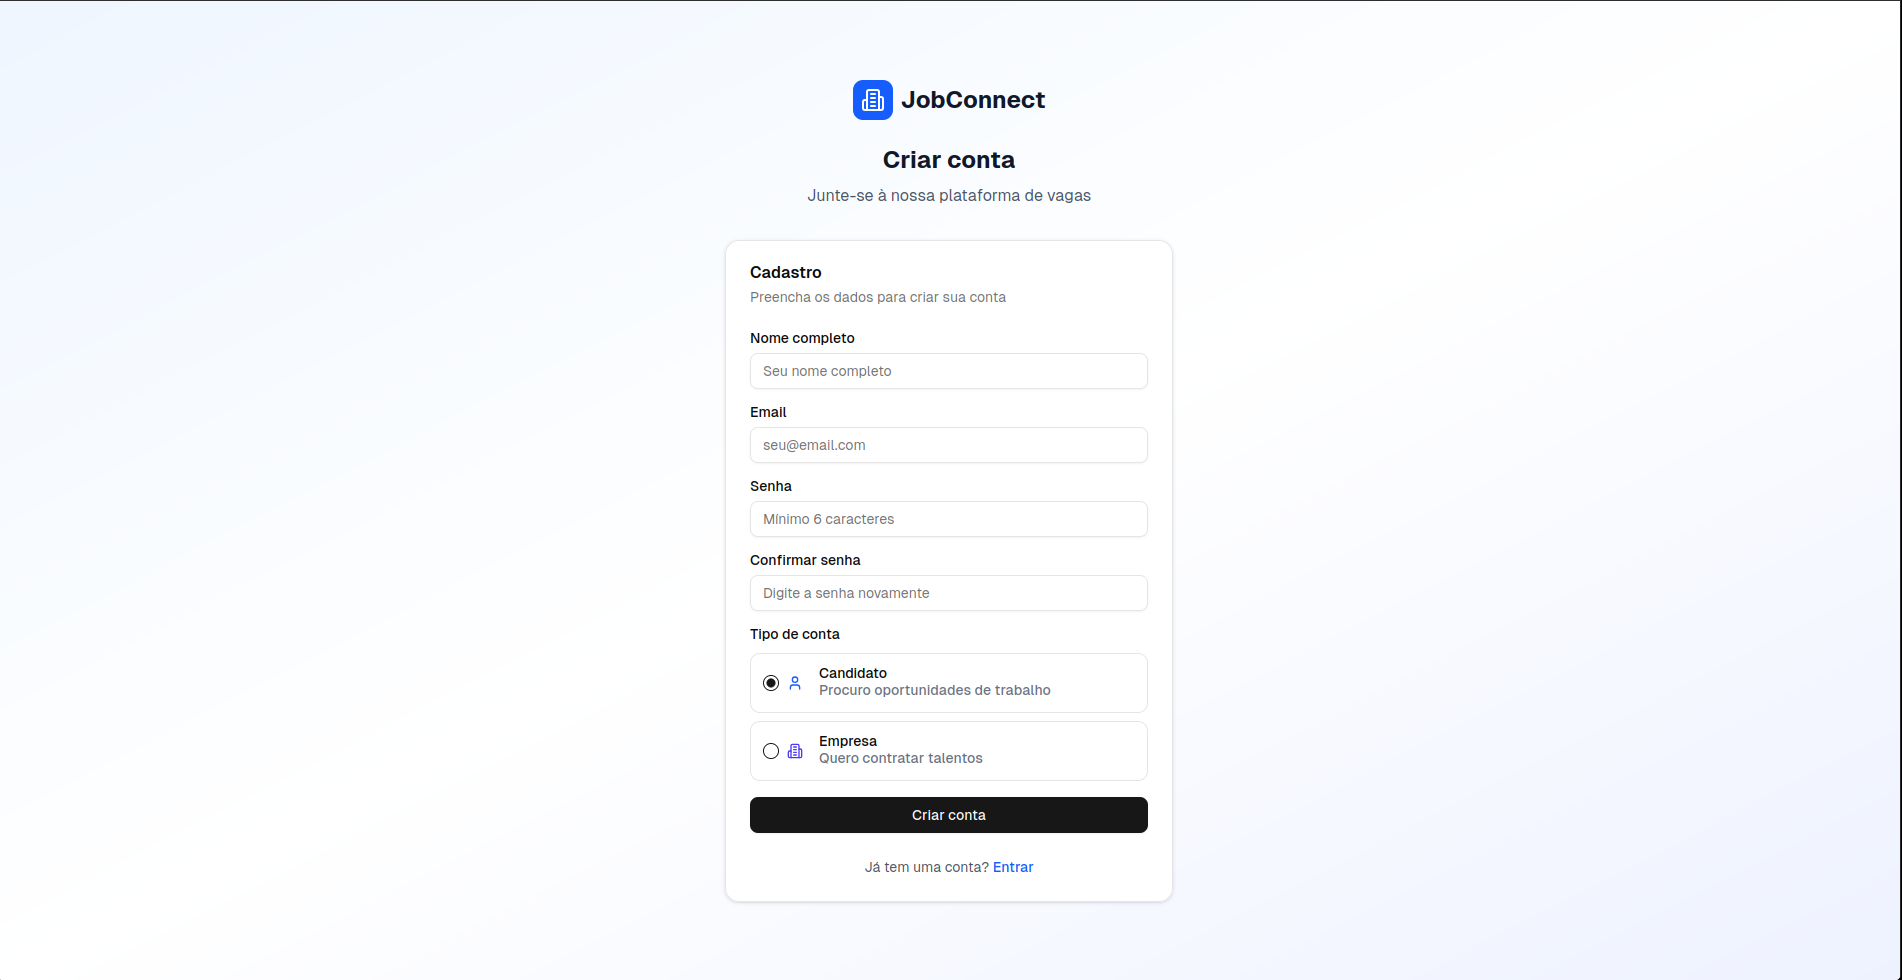 JobConnect
Criar conta
Junte-se à nossa plataforma de vagas
Cadastro
Preencha os dados para criar sua conta
Nome completo
Seu nome completo
Email
seu@email.com
Senha
Mínimo 6 caracteres
Confirmar senha
Digite a senha novamente
Tipo de conta
Candidato
Procuro oportunidades de trabalho
Empresa
Quero contratar talentos
Criar conta
Já tem uma conta? Entrar